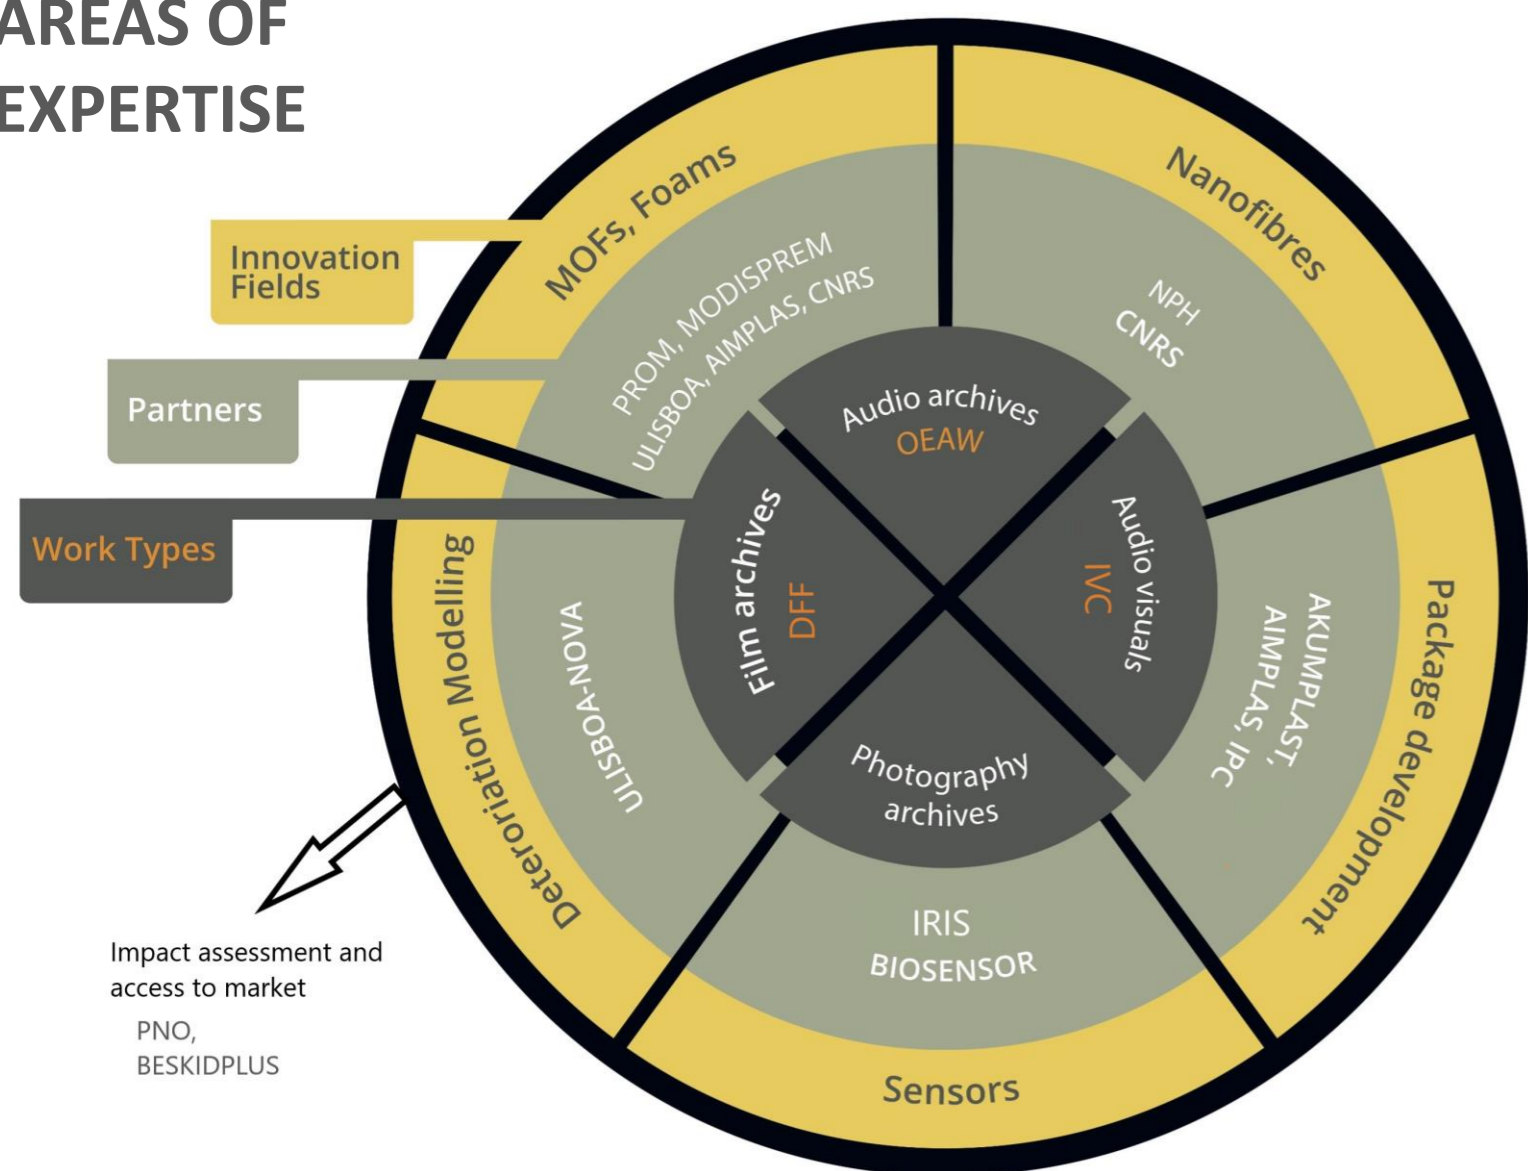 AREAS OF
EXPERTISE
Innovation
Fields
Partners
Work Types
MOFs, Foams
PROM, MODISPREM
ULISBOA, AIMPLAS, CNRS
Nanofibres
NPH
CNRS
Package development
AKUMPLAST,
AIMPLAS, IPC
Sensors
IRIS
BIOSENSOR
Deteroriation Modelling
ULISBOA-NOVA
Audio archives
OEAW
Audio visuals
IVC
Photography
archives
Film archives
DFF
Impact assessment and
access to market
PNO,
BESKIDPLUS